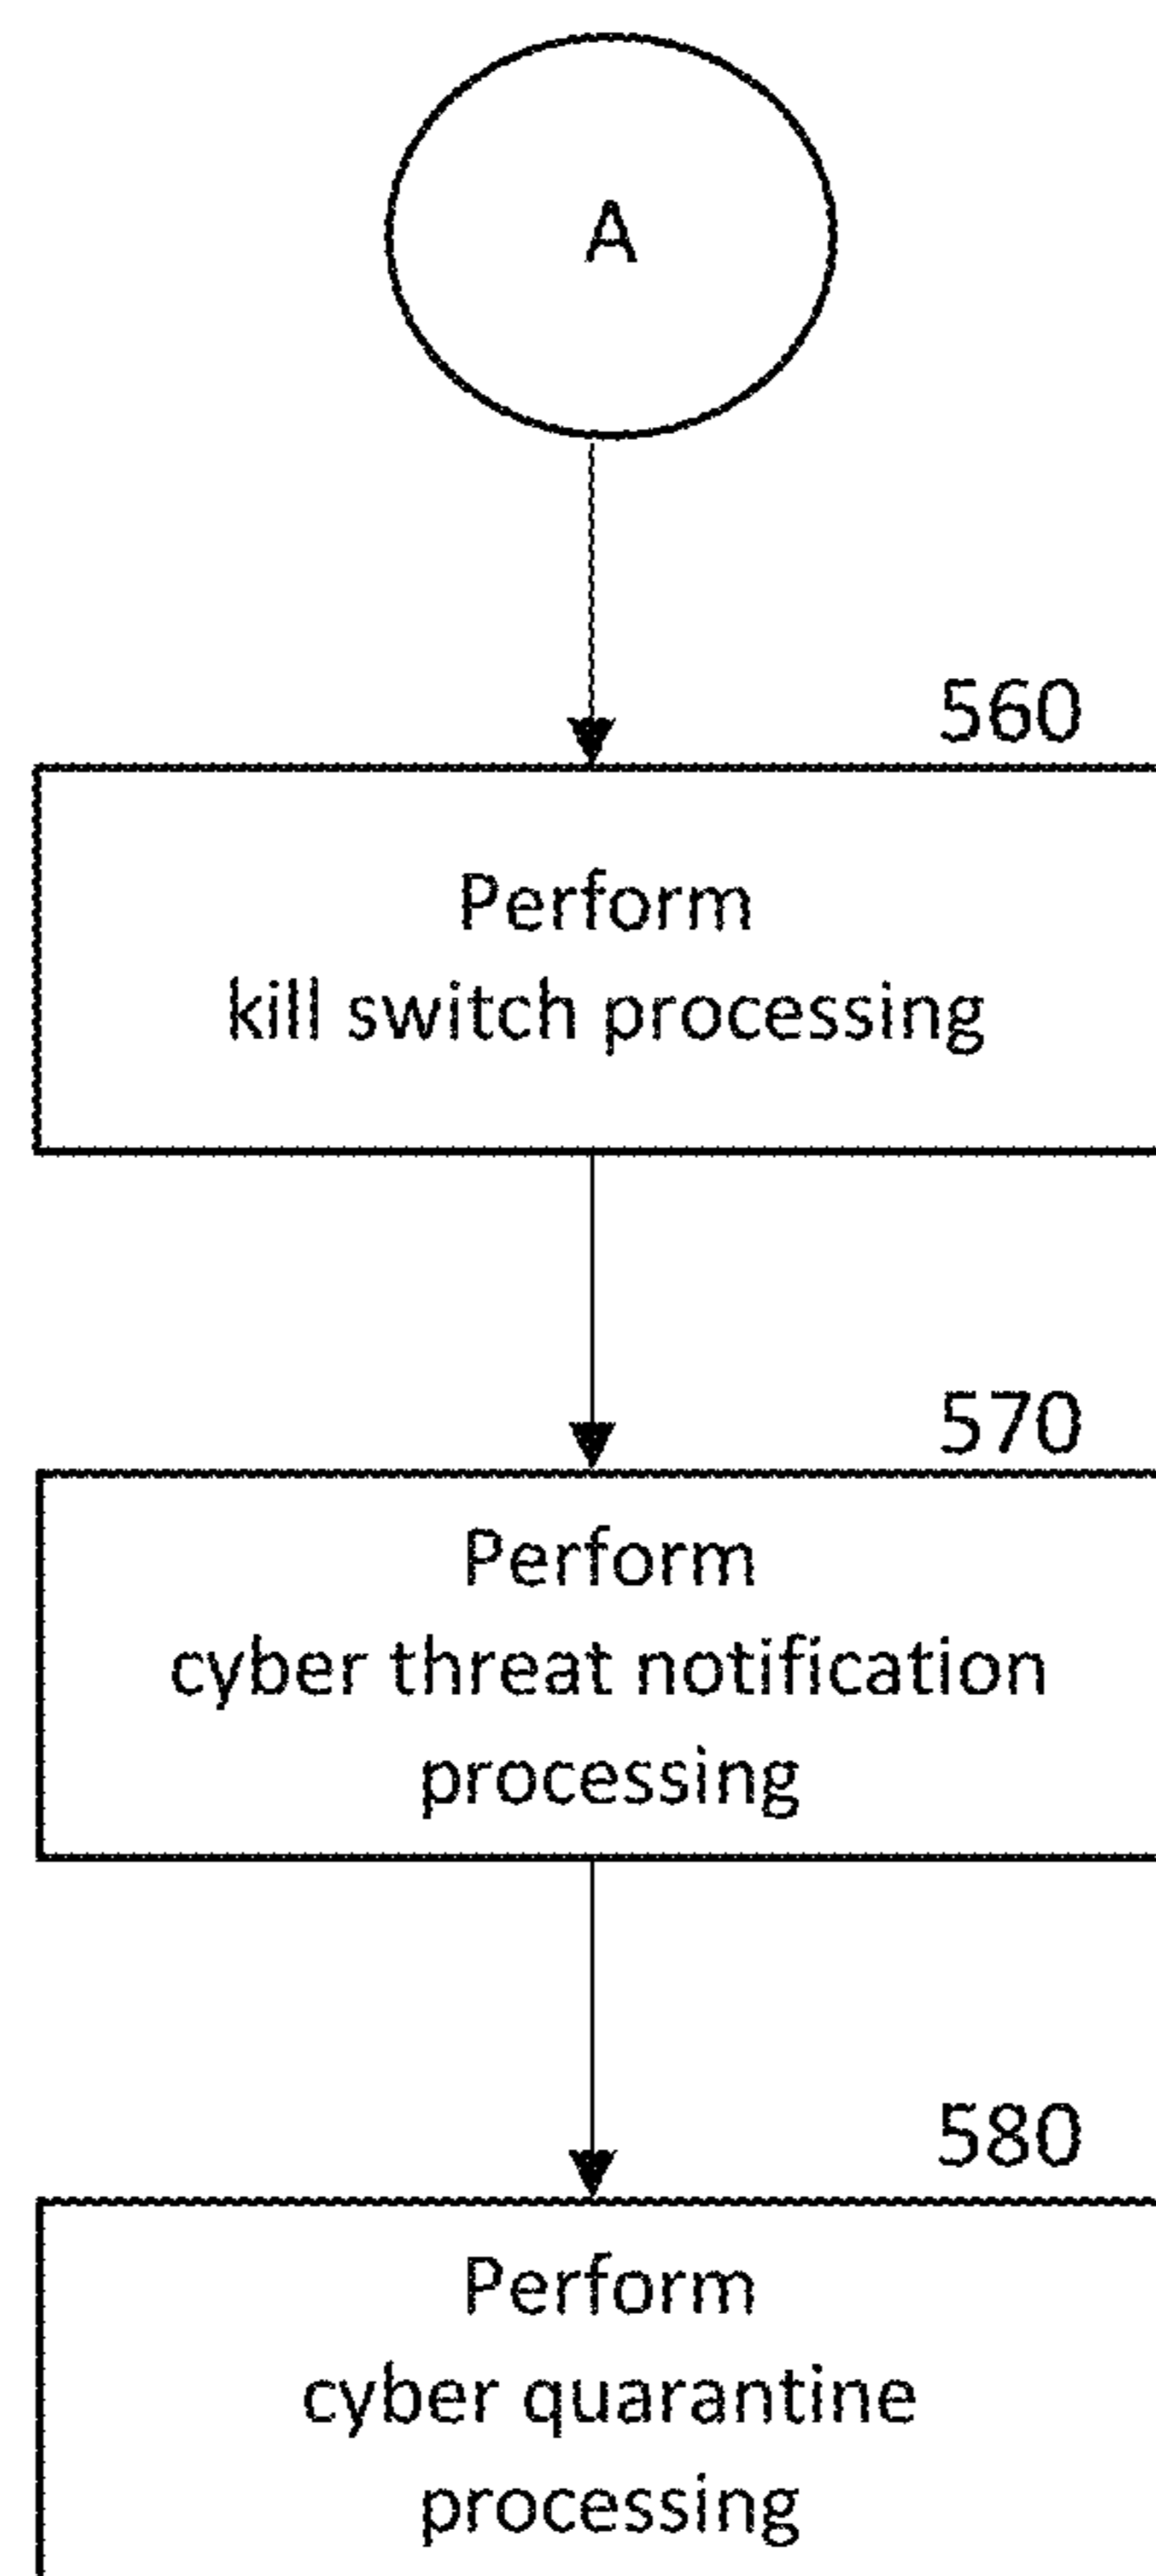 A
560
Perform
kill switch processing
570
Perform
cyber threat notification
processing
580
Perform
cyber quarantine
processing